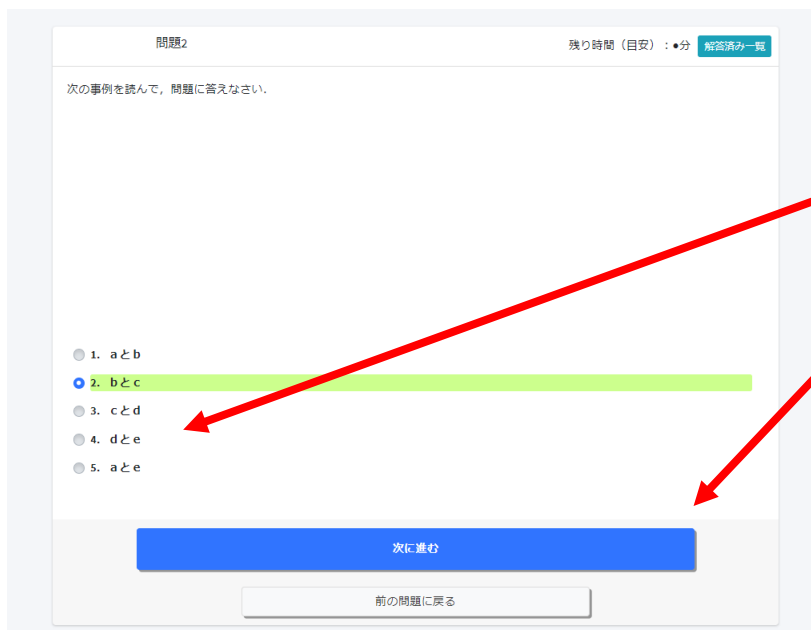 問題2
残り時間（目安）：●分 解答済み一覧
次の事例を読んで，問題に答えなさい．
1. aとb
2. bとc
3. cとd
4. dとe
5. aとe
次に進む
前の問題に戻る